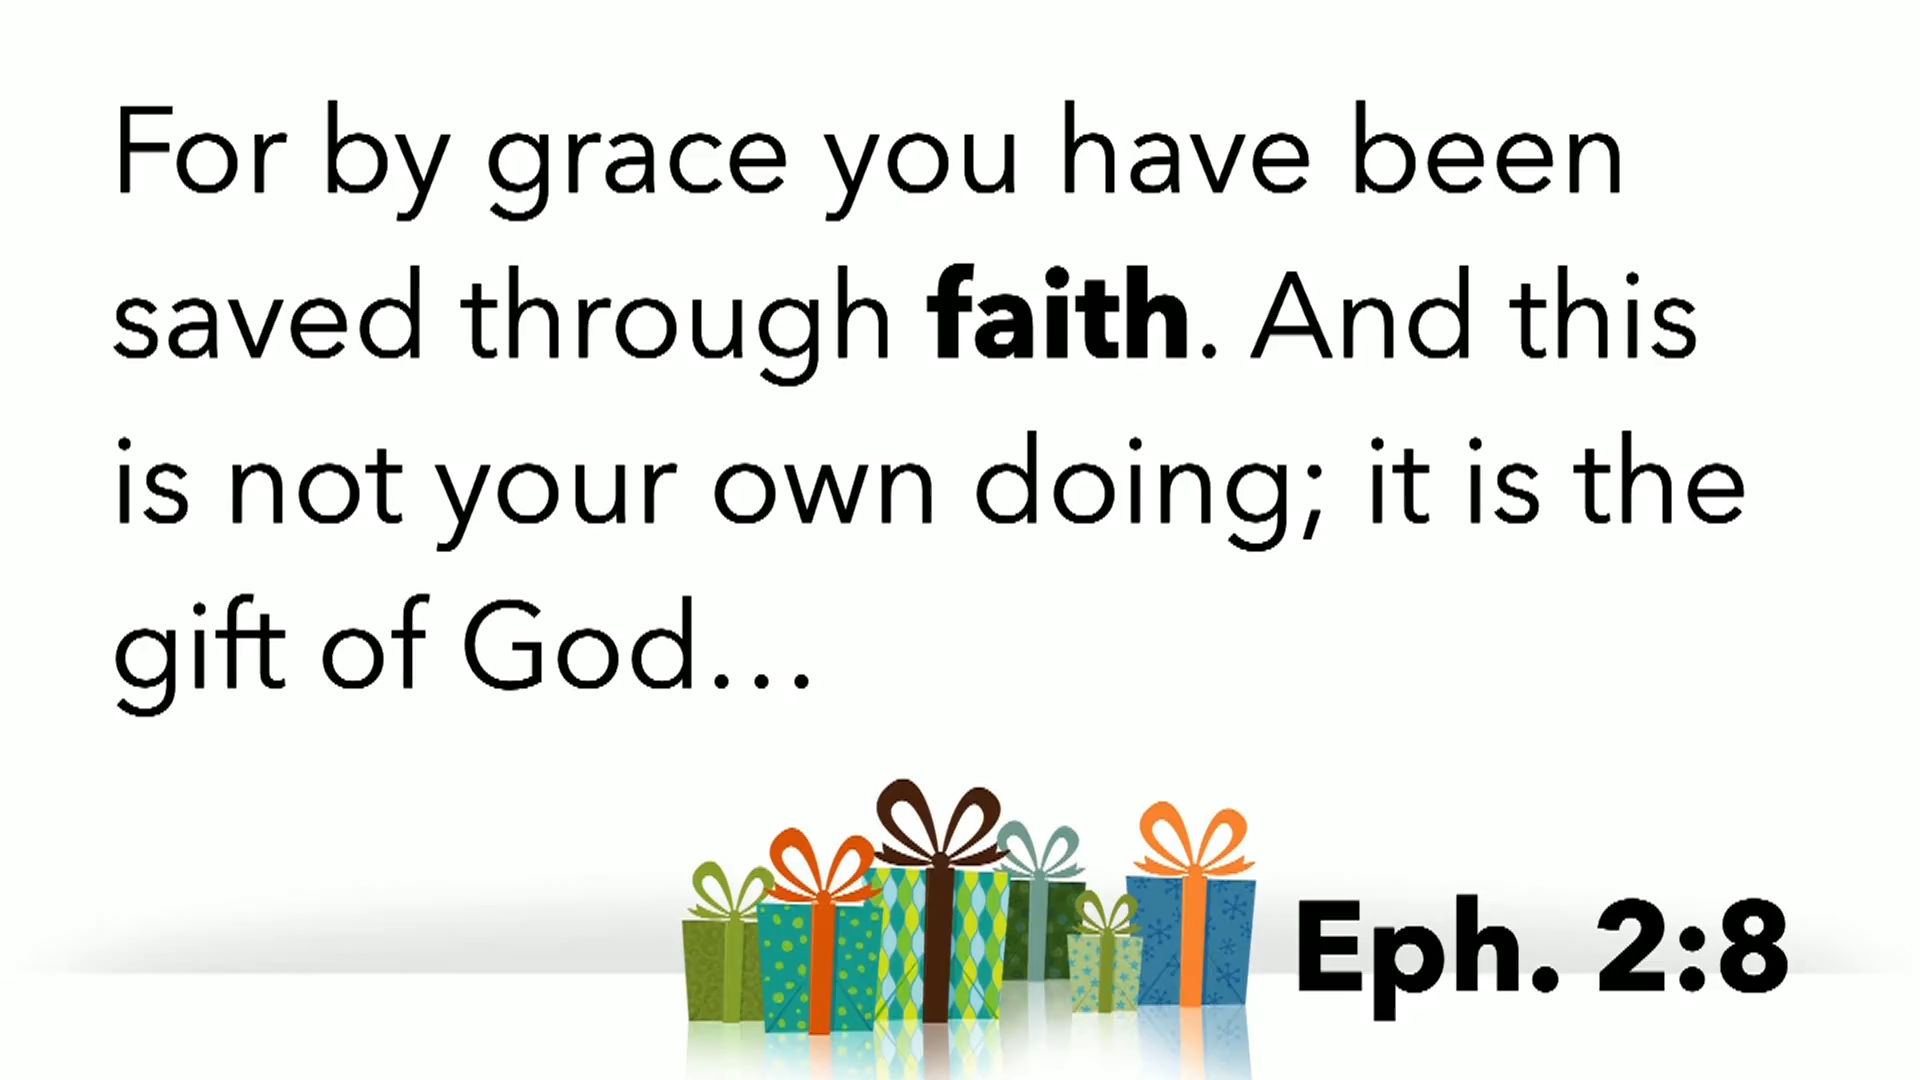 For by grace you have been
saved through faith. And this
is not your own doing; it is the
gift of God...
Eph. 2:8